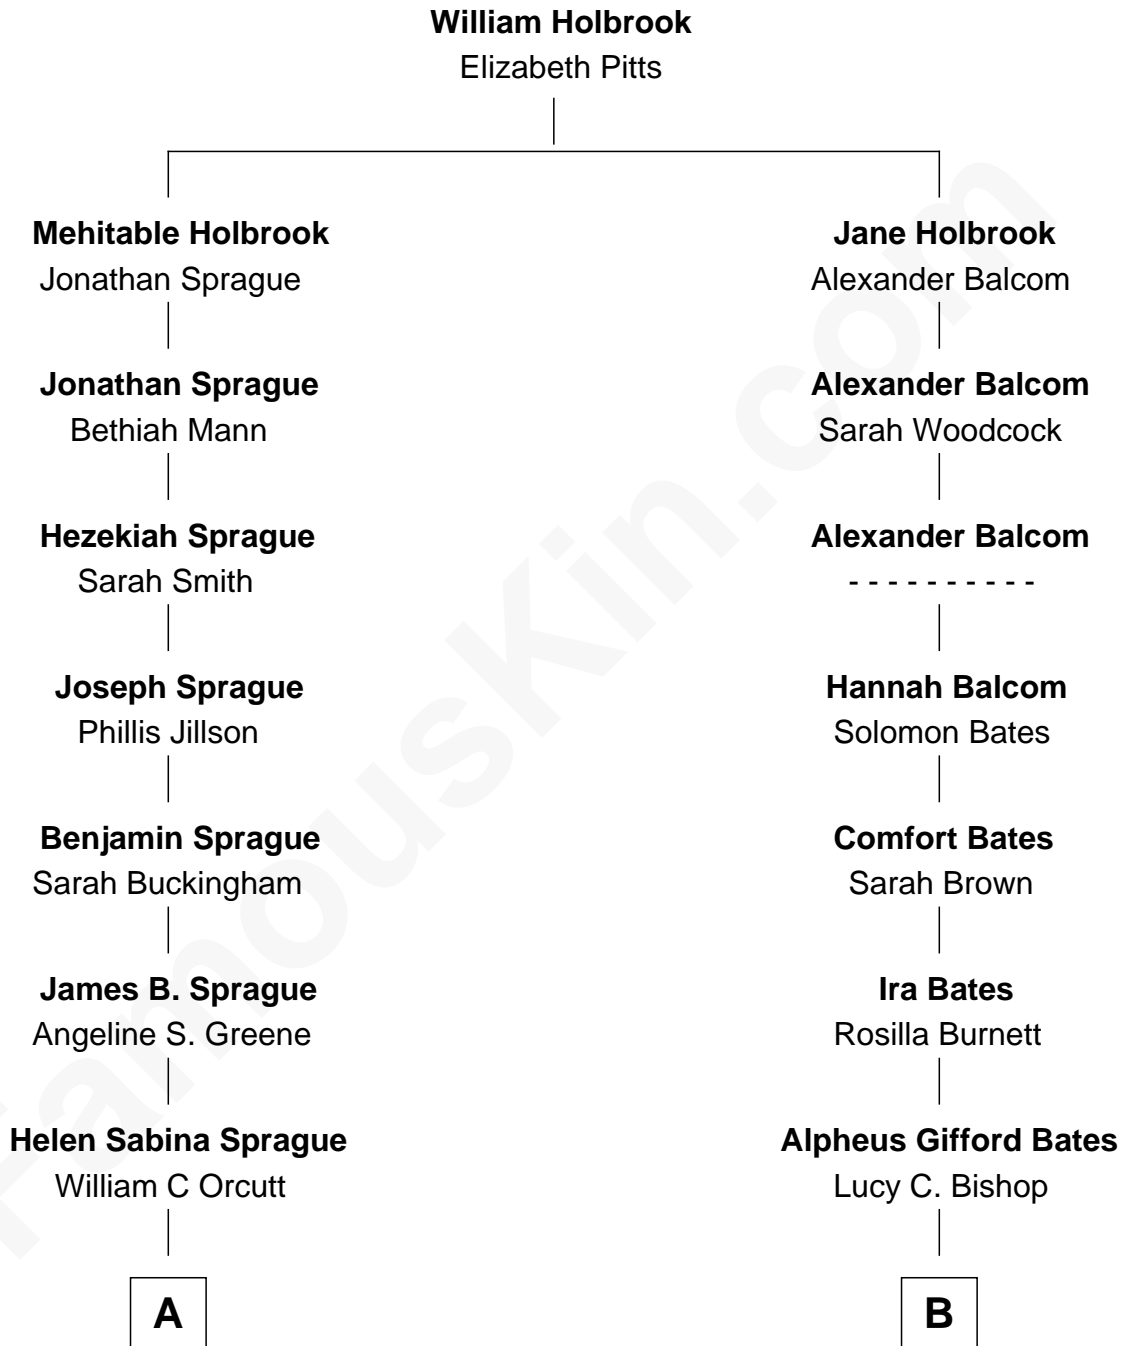 William Holbrook
Elizabeth Pitts
Mehitable Holbrook
Jonathan Sprague
Jane Holbrook
Alexander Balcom
Jonathan Sprague
Bethiah Mann
Alexander Balcom
Sarah Woodcock
Hezekiah Sprague
Sarah Smith
Alexander Balcom
- - - - - - - - - -
Joseph Sprague
Phillis Jillson
Hannah Balcom
Solomon Bates
Benjamin Sprague
Sarah Buckingham
Comfort Bates
Sarah Brown
James B. Sprague
Angeline S. Greene
Ira Bates
Rosilla Burnett
Helen Sabina Sprague
William C Orcutt
Alpheus Gifford Bates
Lucy C. Bishop
A
B
FamousKin.com